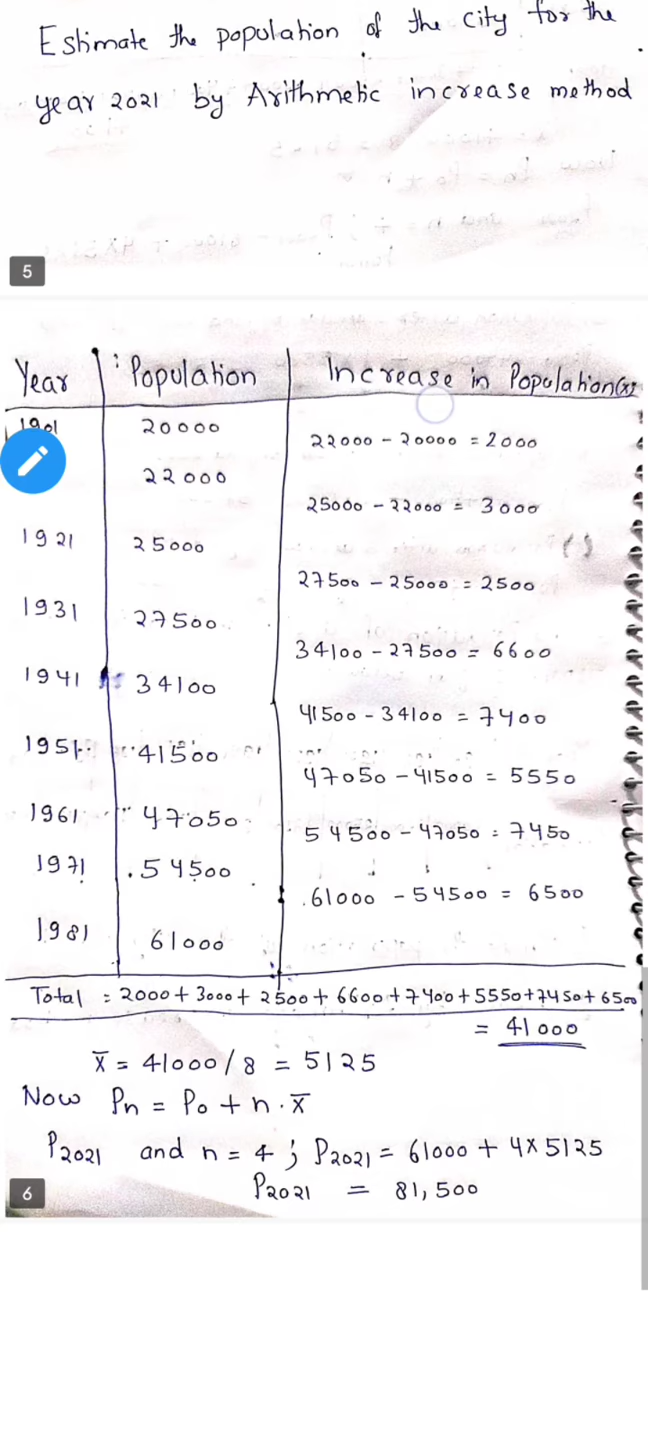 Estimate the population of the city for the
year 2021 by Arithmetic increase method
5
Year Population Increase in Population(x)
1901 20000
22000 - 20000 = 2000
22000
25000 - 22000 = 3000
1921 25000
27500 - 25000 = 2500
1931 27500
34100 - 27500 = 6600
1941 34100
41500 - 34100 = 7400
1951 41500
47050 - 41500 = 5550
1961 47050
54500 - 47050 = 7450
1971 54500
61000 - 54500 = 6500
1981 61000
Total = 2000 + 3000 + 2500 + 6600 + 7400 + 5550 + 7450 + 6500
= 41000
x̄ = 41000/8 = 5125
Now Pn = Po + n.x̄
P2021 and n = 4 ; P2021 = 61000 + 4 x 5125
P2021 = 81,500
6